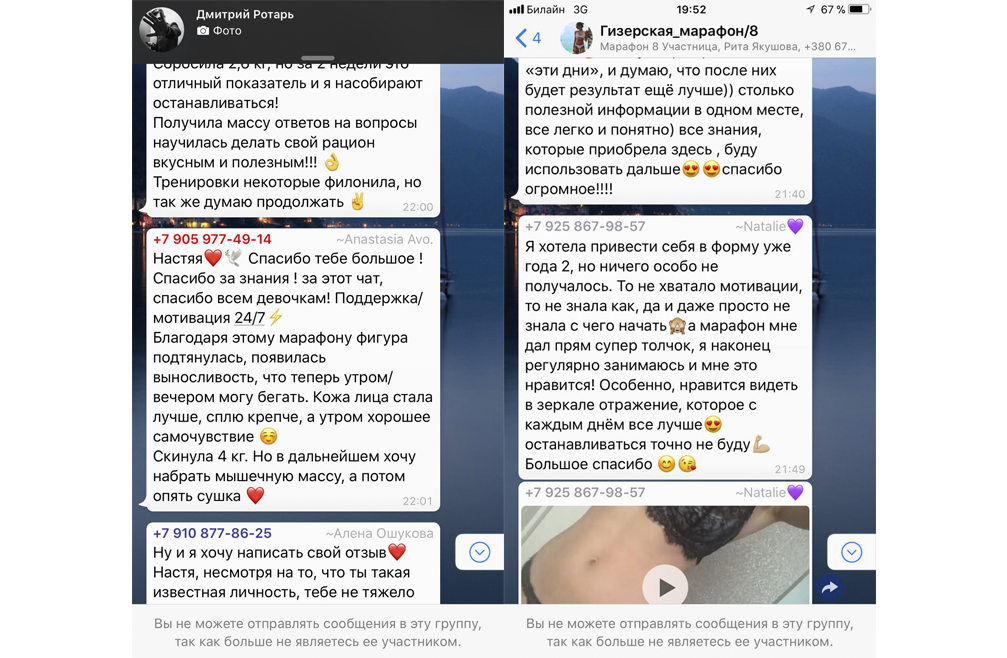 Дмитрий Ротарь
Фото
Сбросила 2,6 кг, но за 2 недели это
отличный показатель и я насобирают
останавливаться!
Получила массу ответов на вопросы
научилась делать свой рацион
вкусным и полезным!!! 👌
Тренировки некоторые филонила, но
так же думаю продолжать ✌️
22:00
+7 905 977-49-14 ~Anastasia Avo.
Настяя❤️🕊 Спасибо тебе большое !
Спасибо за знания ! за этот чат,
спасибо всем девочкам! Поддержка/
мотивация 24/7⚡️
Благодаря этому марафону фигура
подтянулась, появилась
выносливость, что теперь утром/
вечером могу бегать. Кожа лица стала
лучше, сплю крепче, а утром хорошее
самочувствие ☺️
Скинула 4 кг. Но в дальнейшем хочу
набрать мышечную массу, а потом
опять сушка ❤️
22:01
+7 910 877-86-25 ~Алена Ошукова
Ну и я хочу написать свой отзыв❤️
Настя, несмотря на то, что ты такая
известная личность, тебе не тяжело
Вы не можете отправлять сообщения в эту группу,
так как больше не являетесь ее участником.
Билайн 3G 19:52 67 %
4
Гизерская_марафон/8
Марафон 8 Участница, Рита Якушова, +380 67...
«эти дни», и думаю, что после них
будет результат ещё лучше)) столько
полезной информации в одном месте,
все легко и понятно) все знания,
которые приобрела здесь , буду
использовать дальше😍😍спасибо
огромное!!!!
21:40
+7 925 867-98-57 ~Natalie💜
Я хотела привести себя в форму уже
года 2, но ничего особо не
получалось. То не хватало мотивации,
то не знала как, да и даже просто не
знала с чего начать🙈а марафон мне
дал прям супер толчок, я наконец
регулярно занимаюсь и мне это
нравится! Особенно, нравится видеть
в зеркале отражение, которое с
каждым днём все лучше😍
останавливаться точно не буду💪🏼
Большое спасибо 😊😘
21:49
+7 925 867-98-57 ~Natalie💜
Вы не можете отправлять сообщения в эту группу,
так как больше не являетесь ее участником.